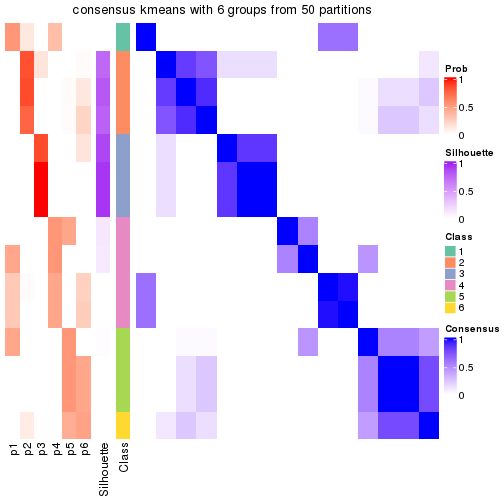 consensus kmeans with 6 groups from 50 partitions
Prob
1
0.5
0
Silhouette
1
0.5
0
Class
1
2
3
4
5
6
Consensus
1
0.5
0
p1
p2
p3
p4
p5
p6
Silhouette
Class